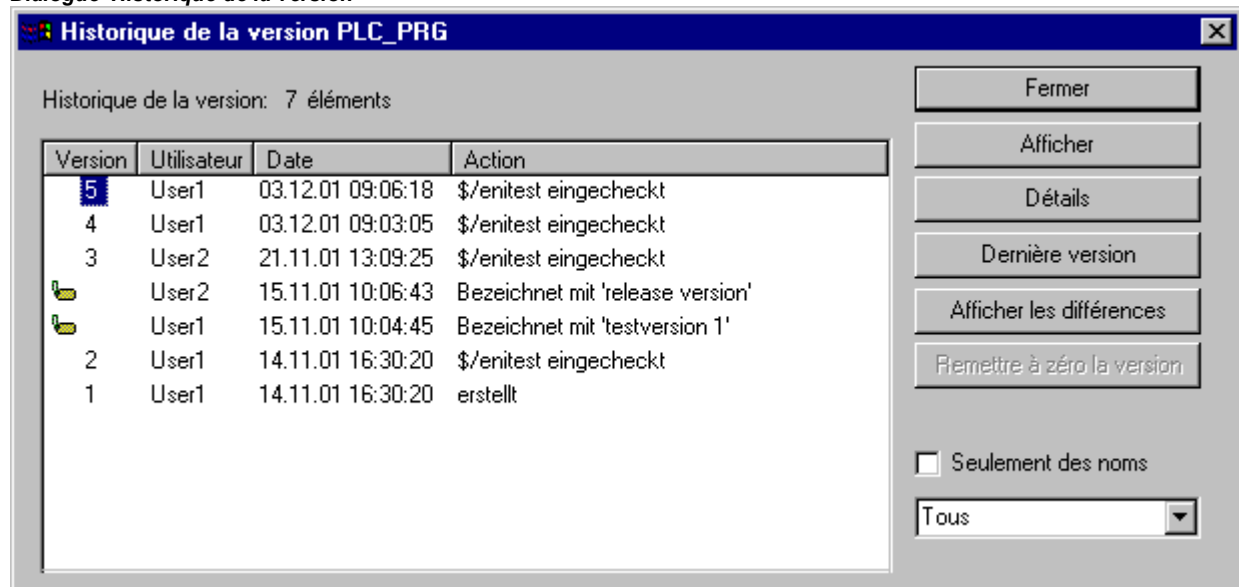 Historique de la version PLC_PRG
Historique de la version: 7 éléments
Version Utilisateur Date Action
5 User1 03.12.01 09:06:18 $/enitest eingecheckt
4 User1 03.12.01 09:03:05 $/enitest eingecheckt
3 User2 21.11.01 13:09:25 $/enitest eingecheckt
User2 15.11.01 10:06:43 Bezeichnet mit 'release version'
User1 15.11.01 10:04:45 Bezeichnet mit 'testversion 1'
2 User1 14.11.01 16:30:20 $/enitest eingecheckt
1 User1 14.11.01 16:30:20 erstellt
Fermer
Afficher
Détails
Dernière version
Afficher les différences
Remettre à zéro la version
Seulement des noms
Tous